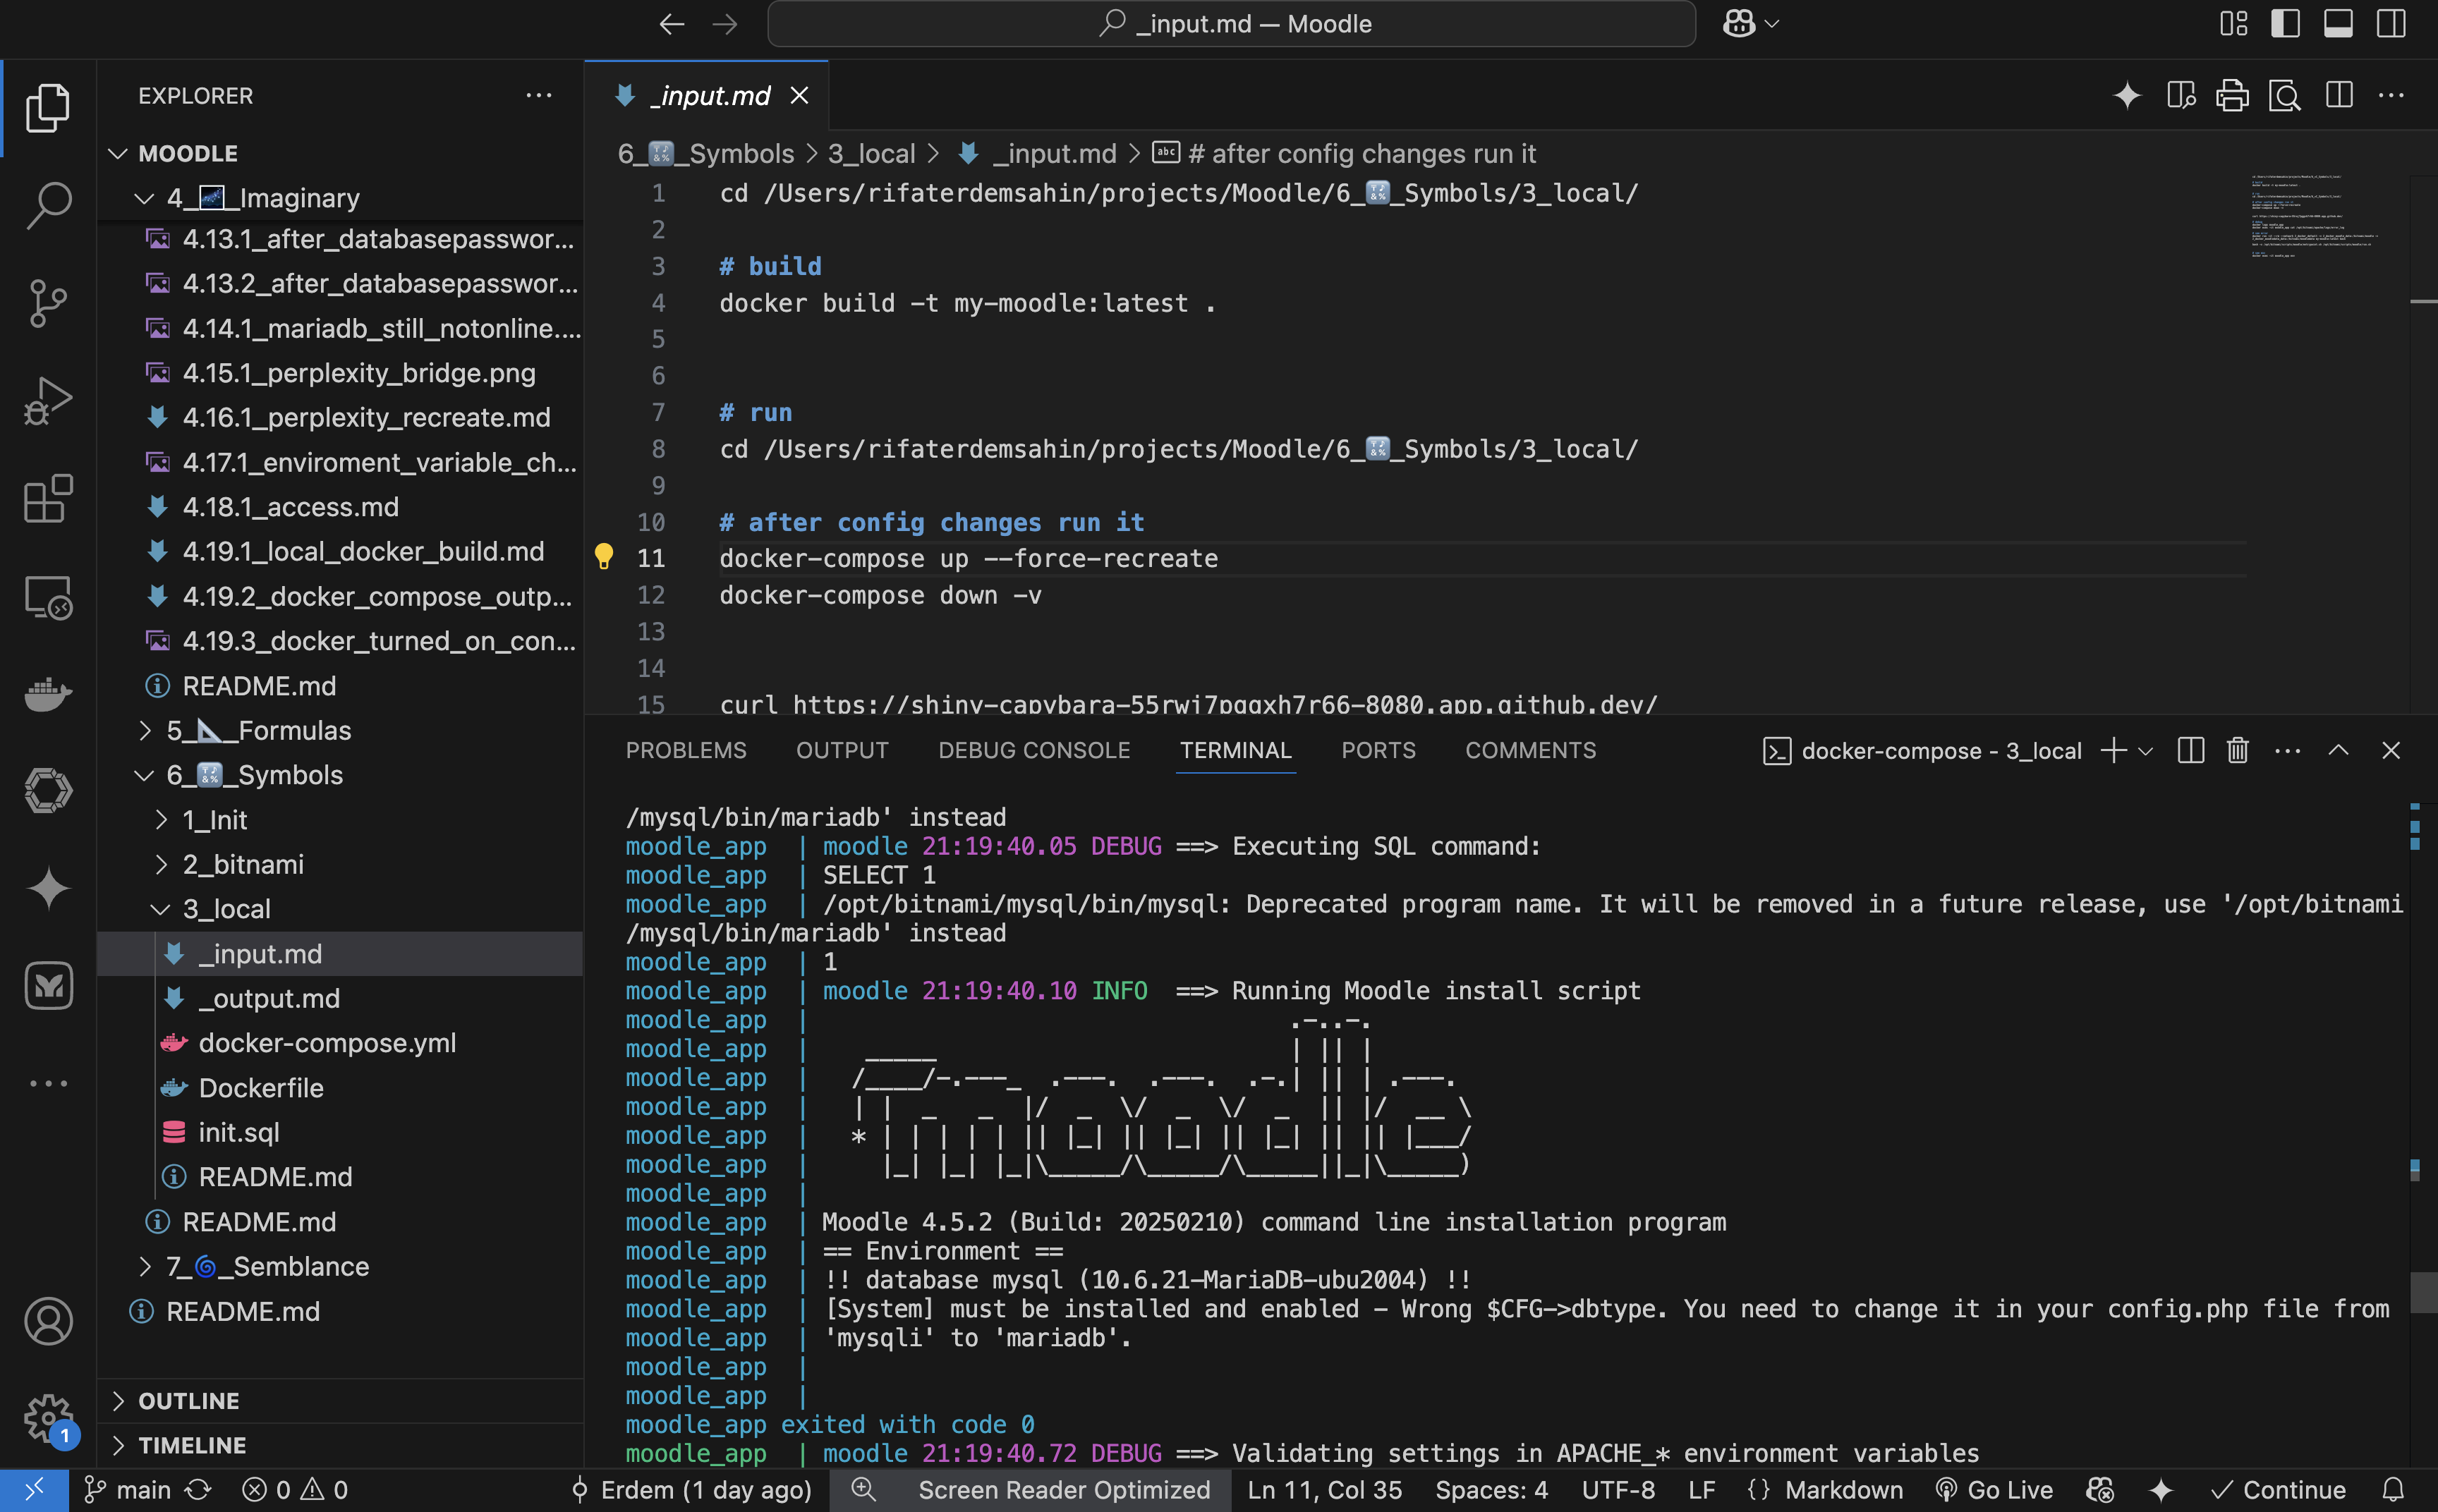 _input.md — Moodle
EXPLORER
MOODLE
4_🌌_Imaginary
4.13.1_after_databasepasswor...
4.13.2_after_databasepasswor...
4.14.1_mariadb_still_notonline....
4.15.1_perplexity_bridge.png
4.16.1_perplexity_recreate.md
4.17.1_enviroment_variable_ch...
4.18.1_access.md
4.19.1_local_docker_build.md
4.19.2_docker_compose_outp...
4.19.3_docker_turned_on_con...
README.md
5_📐_Formulas
6_🔣_Symbols
1_Init
2_bitnami
3_local
_input.md
_output.md
docker-compose.yml
Dockerfile
init.sql
README.md
README.md
7_🌀_Semblance
README.md
OUTLINE
TIMELINE
_input.md
6_🔣_Symbols > 3_local > _input.md > # after config changes run it
1 cd /Users/rifaterdemsahin/projects/Moodle/6_🔣_Symbols/3_local/
2
3 # build
4 docker build -t my-moodle:latest .
5
6
7 # run
8 cd /Users/rifaterdemsahin/projects/Moodle/6_🔣_Symbols/3_local/
9
10 # after config changes run it
11 docker-compose up --force-recreate
12 docker-compose down -v
13
14
15 curl https://shiny-capybara-55rwj7pqgxh7r66-8080.app.github.dev/
PROBLEMS OUTPUT DEBUG CONSOLE TERMINAL PORTS COMMENTS
docker-compose - 3_local
/mysql/bin/mariadb' instead
moodle_app | moodle 21:19:40.05 DEBUG ==> Executing SQL command:
moodle_app | SELECT 1
moodle_app | /opt/bitnami/mysql/bin/mysql: Deprecated program name. It will be removed in a future release, use '/opt/bitnami
/mysql/bin/mariadb' instead
moodle_app | 1
moodle_app | moodle 21:19:40.10 INFO ==> Running Moodle install script
moodle_app |                                 .-..-.
moodle_app |    _____                        | || |
moodle_app |   /____/-.---_  .---.  .---.  .-.| || | .---.
moodle_app |   | |  _   _  |/  _  \/  _  \/  _  || |/  __ \
moodle_app |   * | | | | | || |_| || |_| || |_| || || |___/
moodle_app |     |_| |_| |_|\_____/\_____/\_____||_|\_____)
moodle_app |
moodle_app | Moodle 4.5.2 (Build: 20250210) command line installation program
moodle_app | == Environment ==
moodle_app | !! database mysql (10.6.21-MariaDB-ubu2004) !!
moodle_app | [System] must be installed and enabled - Wrong $CFG->dbtype. You need to change it in your config.php file from
moodle_app | 'mysqli' to 'mariadb'.
moodle_app |
moodle_app |
moodle_app exited with code 0
moodle_app | moodle 21:19:40.72 DEBUG ==> Validating settings in APACHE_* environment variables
1
main 0 0 Erdem (1 day ago) Screen Reader Optimized Ln 11, Col 35 Spaces: 4 UTF-8 LF {} Markdown Go Live Continue